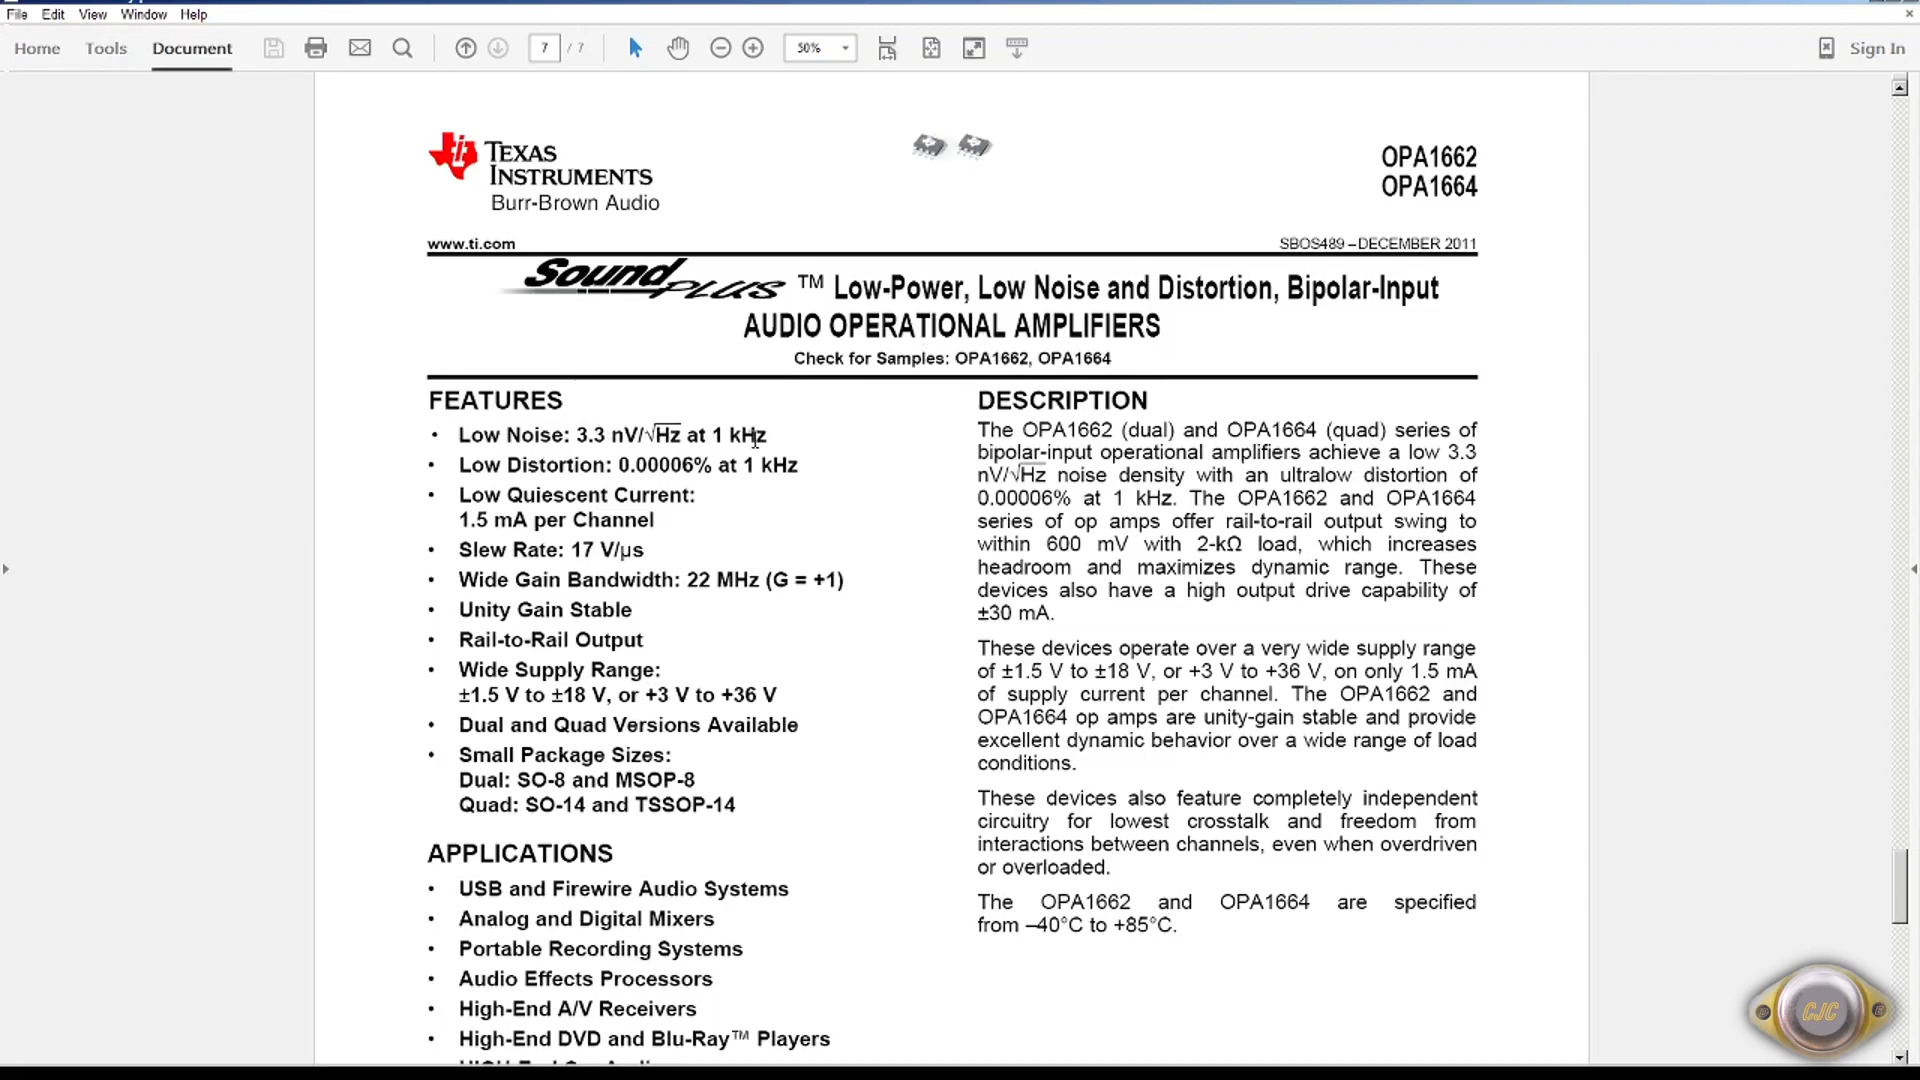 File Edit View Window Help
Home Tools Document 7 / 7 50% Sign In
TEXAS
INSTRUMENTS
Burr-Brown Audio
OPA1662
OPA1664
www.ti.com
SBOS489 –DECEMBER 2011
Sound PLUS ™ Low-Power, Low Noise and Distortion, Bipolar-Input
AUDIO OPERATIONAL AMPLIFIERS
Check for Samples: OPA1662, OPA1664
FEATURES
• Low Noise: 3.3 nV/√Hz at 1 kHz
• Low Distortion: 0.00006% at 1 kHz
• Low Quiescent Current:
1.5 mA per Channel
• Slew Rate: 17 V/μs
• Wide Gain Bandwidth: 22 MHz (G = +1)
• Unity Gain Stable
• Rail-to-Rail Output
• Wide Supply Range:
±1.5 V to ±18 V, or +3 V to +36 V
• Dual and Quad Versions Available
• Small Package Sizes:
Dual: SO-8 and MSOP-8
Quad: SO-14 and TSSOP-14
APPLICATIONS
• USB and Firewire Audio Systems
• Analog and Digital Mixers
• Portable Recording Systems
• Audio Effects Processors
• High-End A/V Receivers
• High-End DVD and Blu-Ray™ Players
DESCRIPTION
The OPA1662 (dual) and OPA1664 (quad) series of
bipolar-input operational amplifiers achieve a low 3.3
nV/√Hz noise density with an ultralow distortion of
0.00006% at 1 kHz. The OPA1662 and OPA1664
series of op amps offer rail-to-rail output swing to
within 600 mV with 2-kΩ load, which increases
headroom and maximizes dynamic range. These
devices also have a high output drive capability of
±30 mA.
These devices operate over a very wide supply range
of ±1.5 V to ±18 V, or +3 V to +36 V, on only 1.5 mA
of supply current per channel. The OPA1662 and
OPA1664 op amps are unity-gain stable and provide
excellent dynamic behavior over a wide range of load
conditions.
These devices also feature completely independent
circuitry for lowest crosstalk and freedom from
interactions between channels, even when overdriven
or overloaded.
The OPA1662 and OPA1664 are specified
from –40°C to +85°C.
CJC